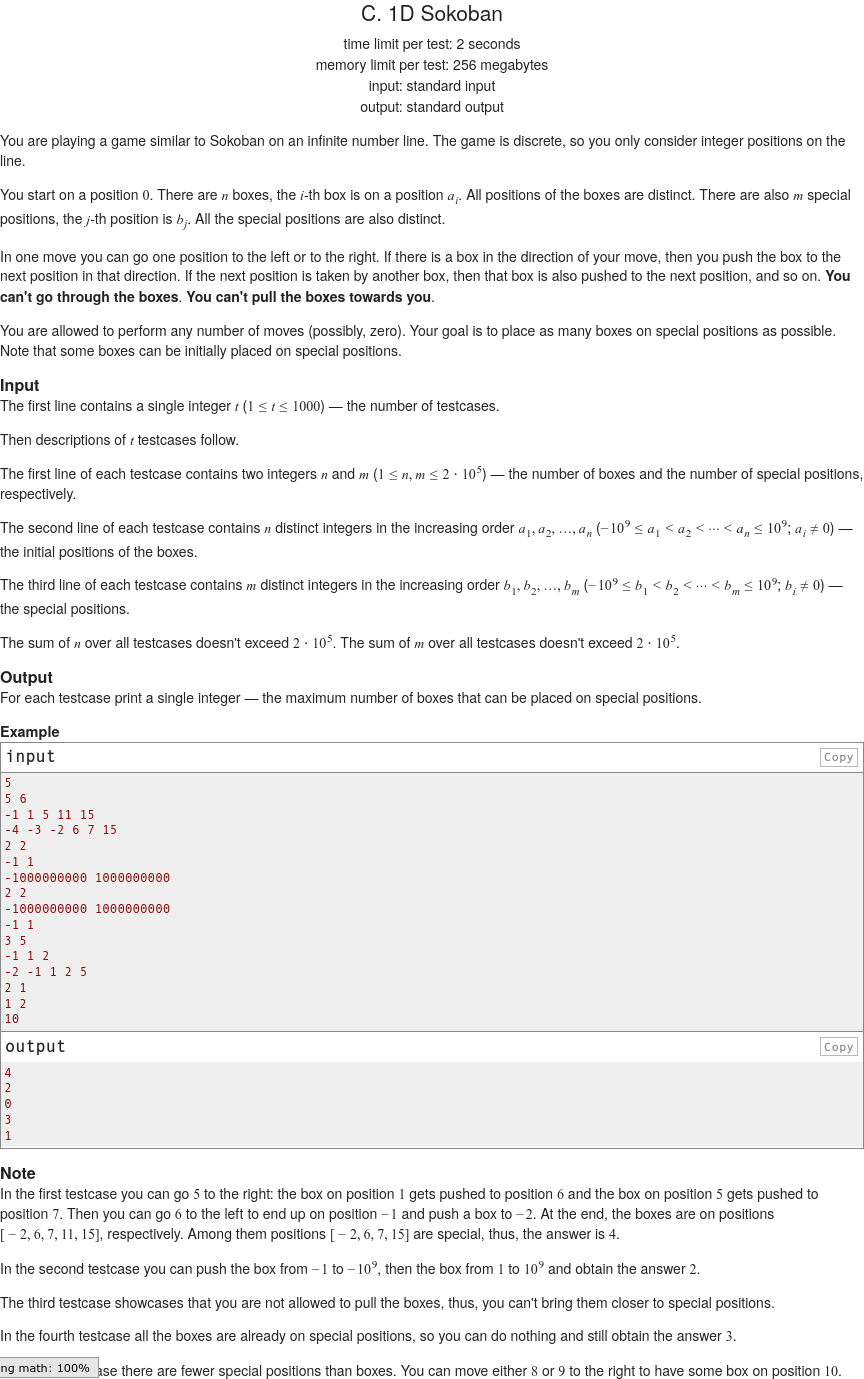 C. 1D Sokoban
time limit per test: 2 seconds
memory limit per test: 256 megabytes
input: standard input
output: standard output
You are playing a game similar to Sokoban on an infinite number line. The game is discrete, so you only consider integer positions on the
line.
You start on a position 0. There are n boxes, the i-th box is on a position a_i. All positions of the boxes are distinct. There are also m special
positions, the j-th position is b_j. All the special positions are also distinct.
In one move you can go one position to the left or to the right. If there is a box in the direction of your move, then you push the box to the
next position in that direction. If the next position is taken by another box, then that box is also pushed to the next position, and so on. You
can't go through the boxes. You can't pull the boxes towards you.
You are allowed to perform any number of moves (possibly, zero). Your goal is to place as many boxes on special positions as possible.
Note that some boxes can be initially placed on special positions.
Input
The first line contains a single integer t (1 ≤ t ≤ 1000) — the number of testcases.
Then descriptions of t testcases follow.
The first line of each testcase contains two integers n and m (1 ≤ n, m ≤ 2 · 10^5) — the number of boxes and the number of special positions,
respectively.
The second line of each testcase contains n distinct integers in the increasing order a_1, a_2, …, a_n (−10^9 ≤ a_1 < a_2 < ⋯ < a_n ≤ 10^9; a_i ≠ 0) —
the initial positions of the boxes.
The third line of each testcase contains m distinct integers in the increasing order b_1, b_2, …, b_m (−10^9 ≤ b_1 < b_2 < ⋯ < b_m ≤ 10^9; b_i ≠ 0) —
the special positions.
The sum of n over all testcases doesn't exceed 2 · 10^5. The sum of m over all testcases doesn't exceed 2 · 10^5.
Output
For each testcase print a single integer — the maximum number of boxes that can be placed on special positions.
Example
input Copy
5
5 6
-1 1 5 11 15
-4 -3 -2 6 7 15
2 2
-1 1
-1000000000 1000000000
2 2
-1000000000 1000000000
-1 1
3 5
-1 1 2
-2 -1 1 2 5
2 1
1 2
10
output Copy
4
2
0
3
1
Note
In the first testcase you can go 5 to the right: the box on position 1 gets pushed to position 6 and the box on position 5 gets pushed to
position 7. Then you can go 6 to the left to end up on position −1 and push a box to −2. At the end, the boxes are on positions
[−2, 6, 7, 11, 15], respectively. Among them positions [−2, 6, 7, 15] are special, thus, the answer is 4.
In the second testcase you can push the box from −1 to −10^9, then the box from 1 to 10^9 and obtain the answer 2.
The third testcase showcases that you are not allowed to pull the boxes, thus, you can't bring them closer to special positions.
In the fourth testcase all the boxes are already on special positions, so you can do nothing and still obtain the answer 3.
ng math: 100% ase there are fewer special positions than boxes. You can move either 8 or 9 to the right to have some box on position 10.